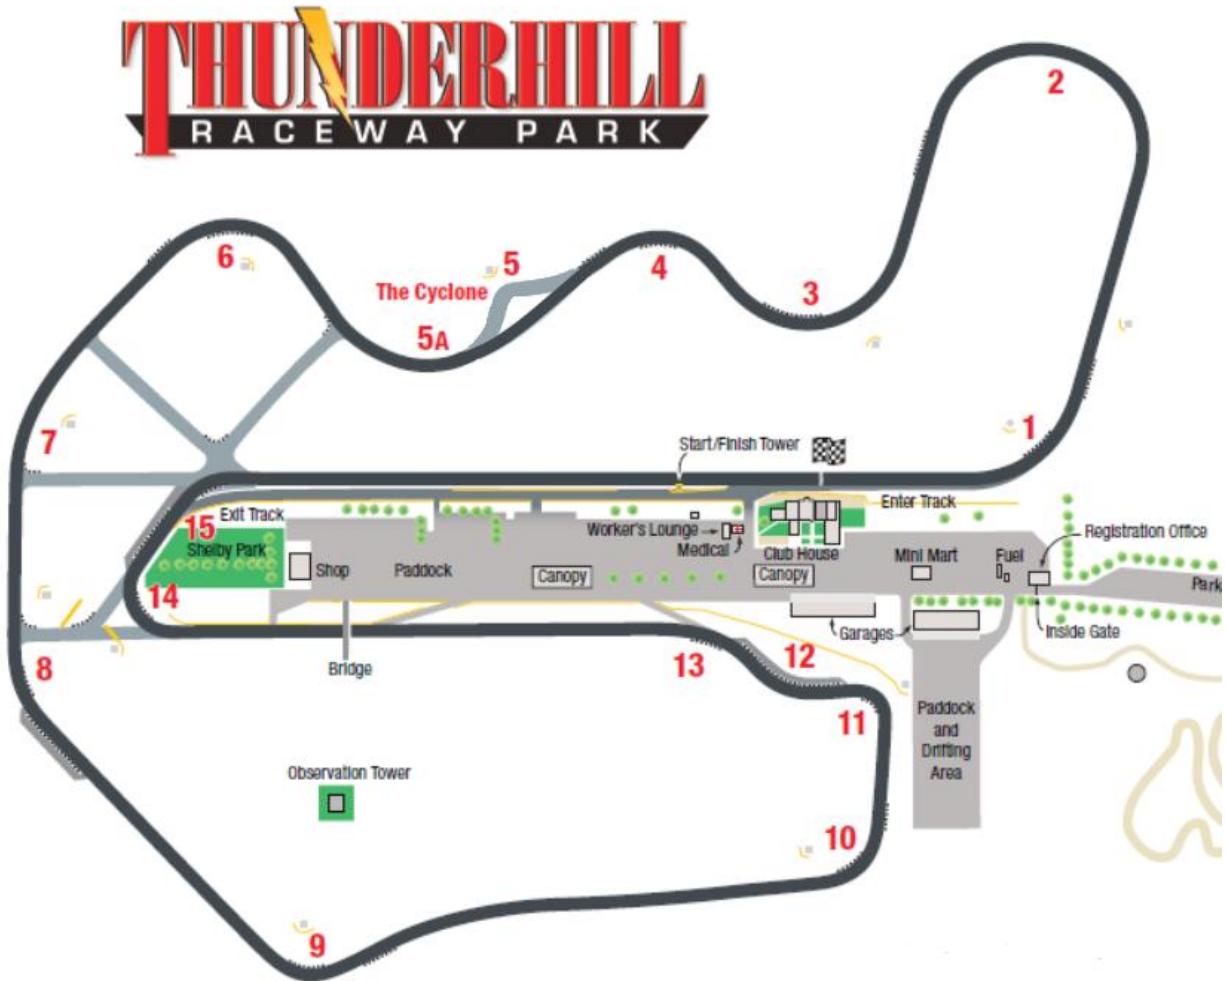 THUNDERHILL
RACEWAY PARK
2
6
5
4
The Cyclone
3
5A
7
1
Start/Finish Tower
Enter Track
Exit Track
15
Worker's Lounge
Registration Office
Shelby Park
Medical
Club House
Mini Mart
Fuel
Shop
Paddock
Canopy
Canopy
Park
14
Garages
Inside Gate
8
Bridge
13
12
11
Paddock
and
Drifting
Area
Observation Tower
10
9